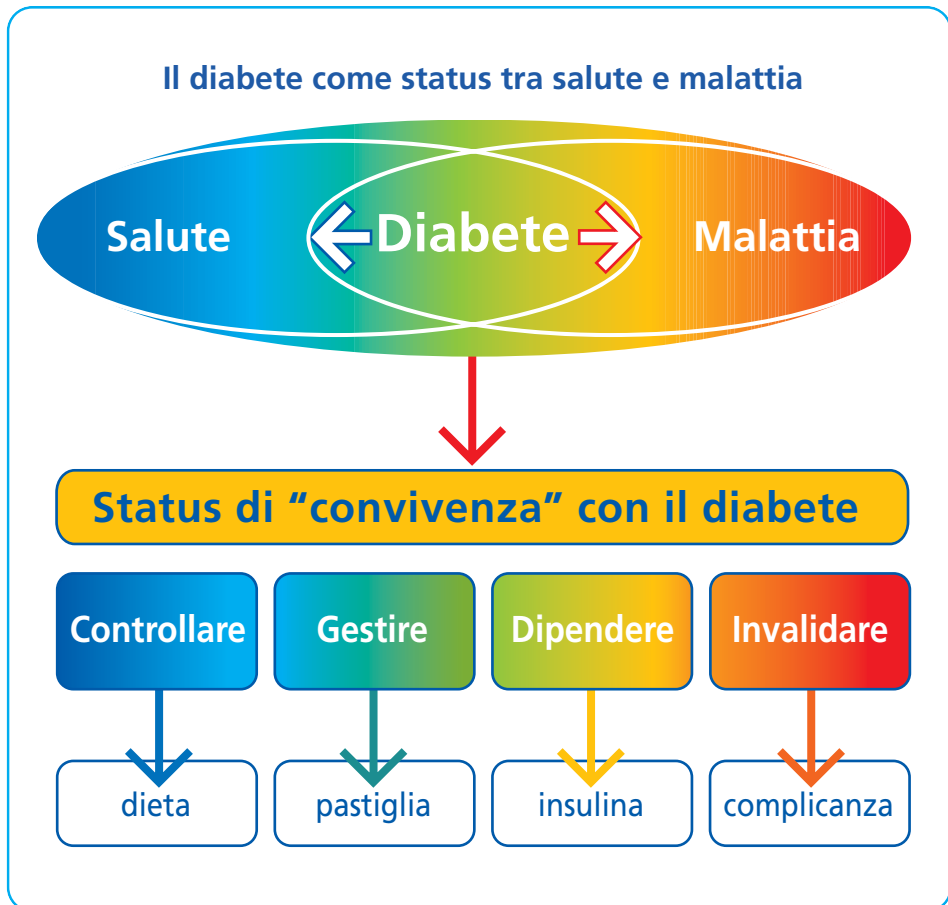 Il diabete come status tra salute e malattia
Salute
Diabete
Malattia
Status di “convivenza” con il diabete
Controllare
Gestire
Dipendere
Invalidare
dieta
pastiglia
insulina
complicanza